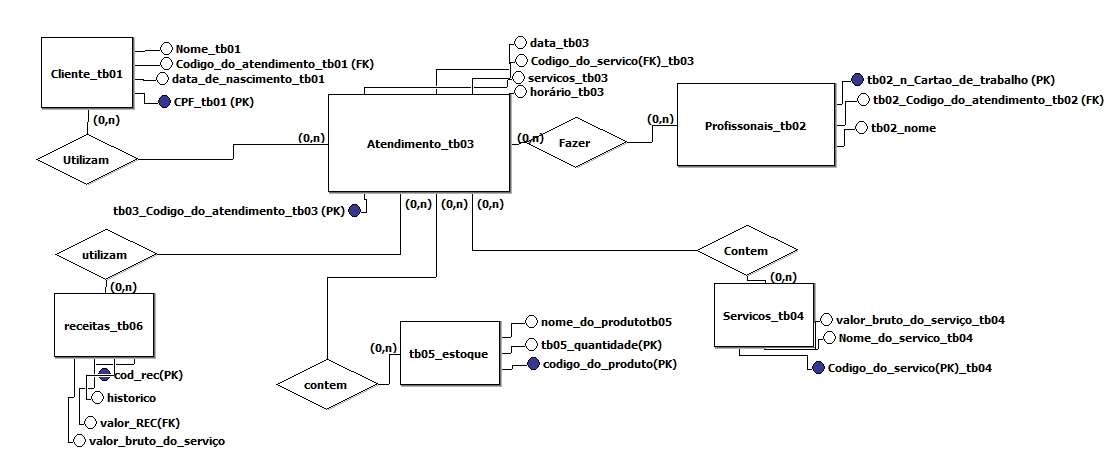 Cliente_tb01
Nome_tb01
Codigo_do_atendimento_tb01 (FK)
data_de_nascimento_tb01
CPF_tb01 (PK)
(0,n)
Utilizam
(0,n)
data_tb03
Codigo_do_servico(FK)_tb03
servicos_tb03
horário_tb03
Atendimento_tb03
(0,n)
Fazer
(0,n)
Profissonais_tb02
tb02_n_Cartao_de_trabalho (PK)
tb02_Codigo_do_atendimento_tb02 (FK)
tb02_nome
tb03_Codigo_do_atendimento_tb03 (PK)
(0,n)
(0,n)
(0,n)
utilizam
(0,n)
receitas_tb06
cod_rec(PK)
historico
valor_REC(FK)
valor_bruto_do_serviço
contem
(0,n)
tb05_estoque
nome_do_produtotb05
tb05_quantidade(PK)
codigo_do_produto(PK)
Contem
(0,n)
Servicos_tb04
valor_bruto_do_serviço_tb04
Nome_do_servico_tb04
Codigo_do_servico(PK)_tb04